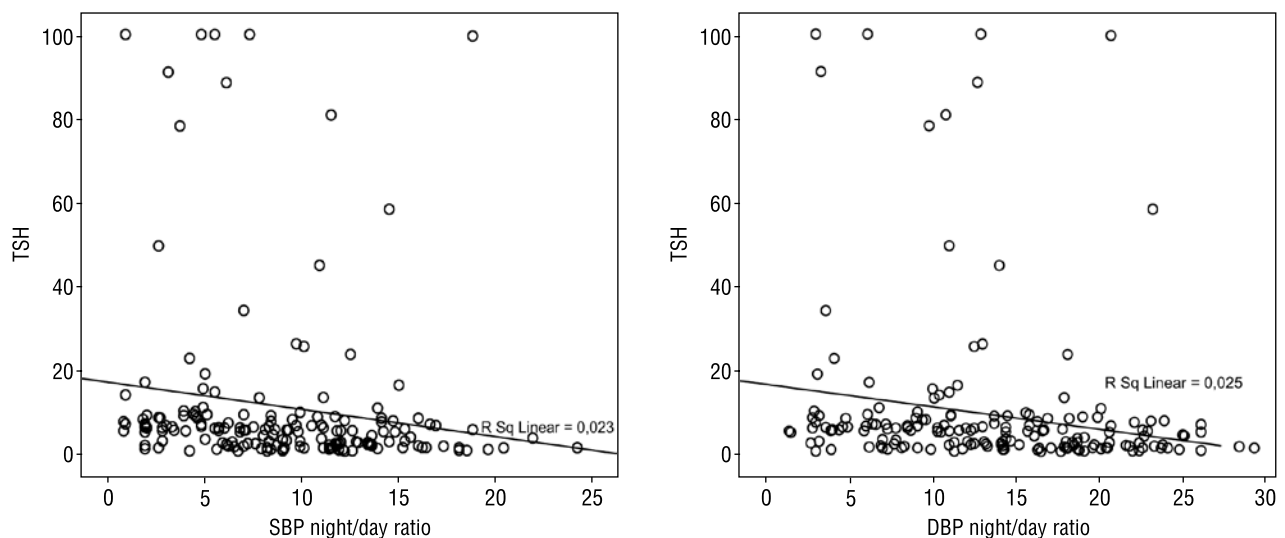 100
80
60
40
20
0
TSH
R Sq Linear = 0,023
0 5 10 15 20 25
SBP night/day ratio
100
80
60
40
20
0
TSH
R Sq Linear = 0,025
0 5 10 15 20 25 30
DBP night/day ratio